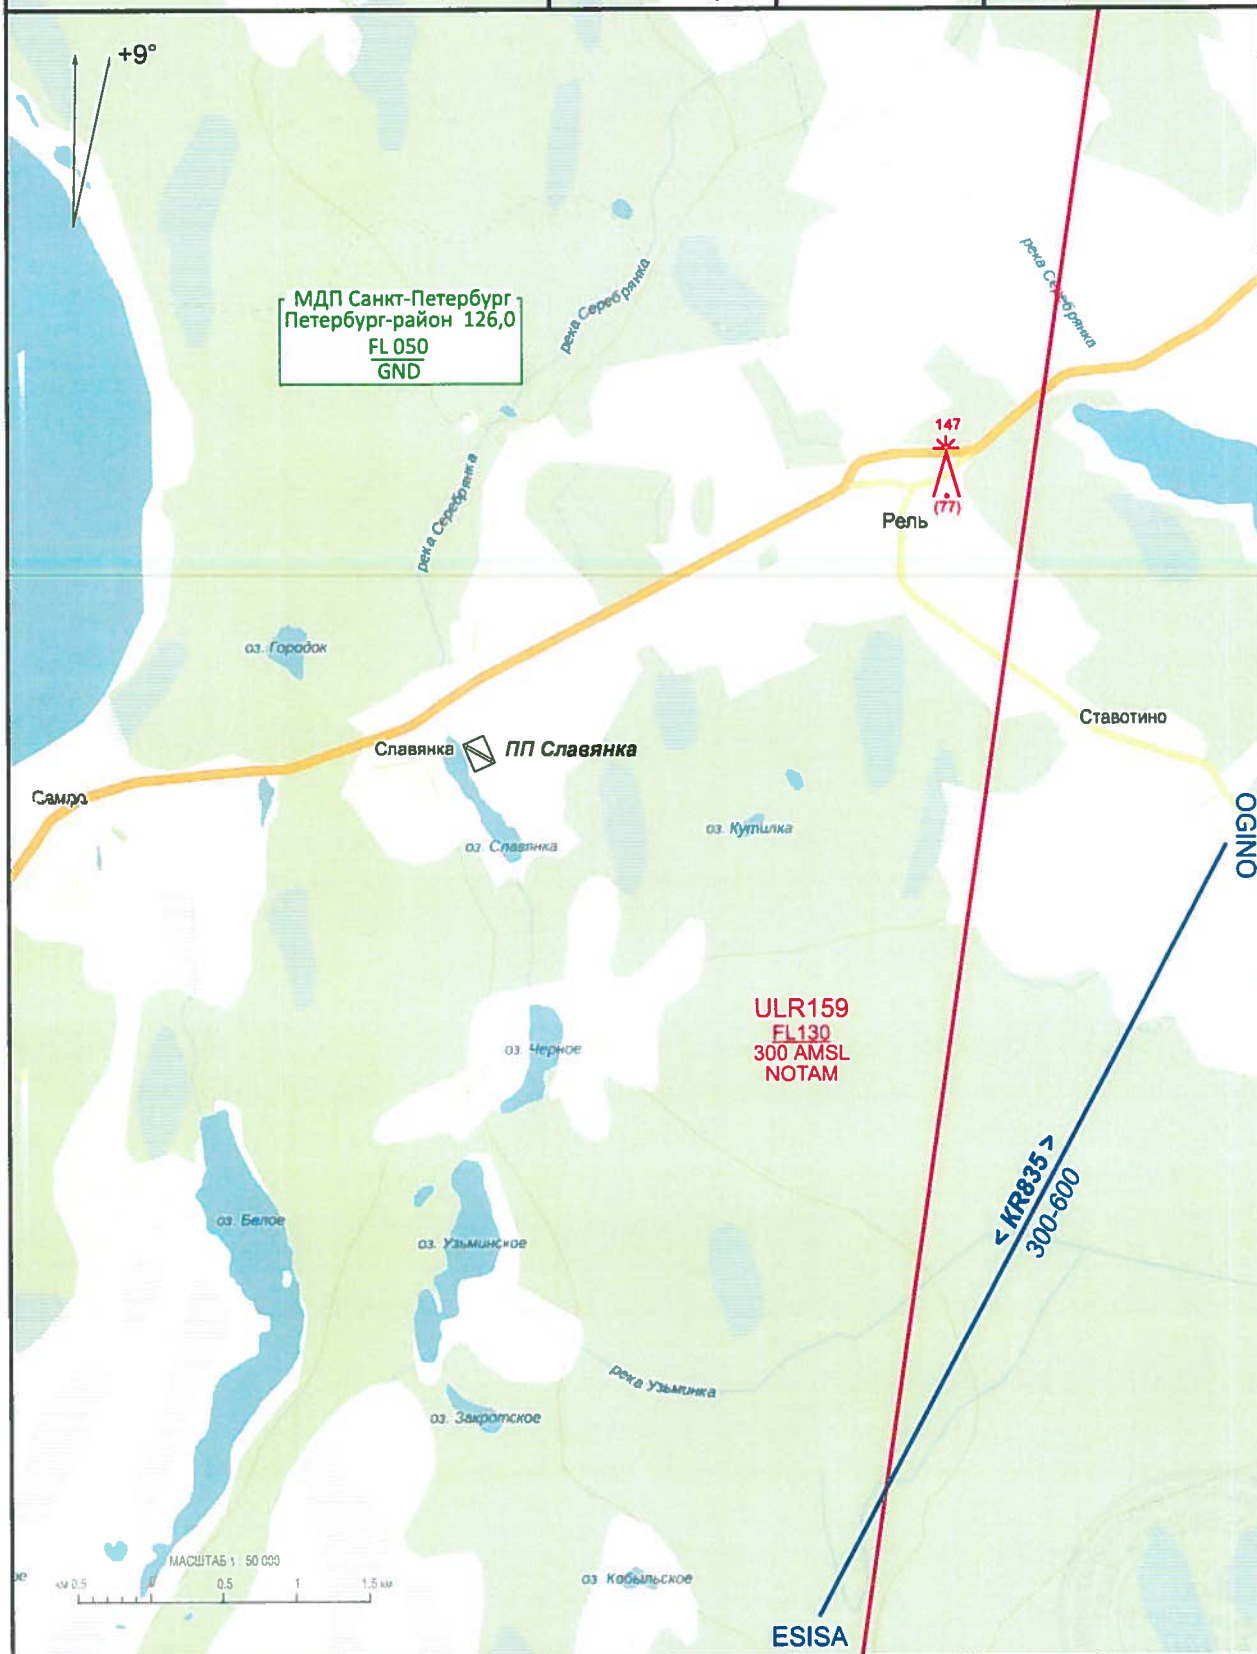 +9°
река Серебрянка
река Серебрянка
МДП Санкт-Петербург
Петербург-район 126,0
FL 050
GND
147
(77)
Рель
река Серебрянка
оз. Городок
Ставотино
Славянка
ПП Славянка
Самро
OGINO
оз. Кутилка
оз. Славянка
ULR159
FL130
300 AMSL
NOTAM
оз. Черное
< KR835 >
300-600
оз. Белое
оз. Узьминское
река Узьминка
оз. Закротское
МАСШТАБ 1 : 50 000
км 0.5 0 0.5 1 1.5 км
оз. Кобыльское
ESISA